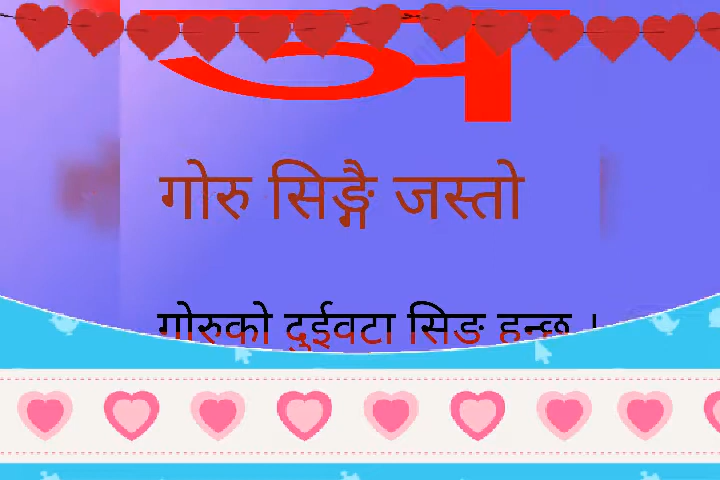 अ
गोरु सिङ्गै जस्तो
गोरुको दुईवटा सिङ हुन्छ ।